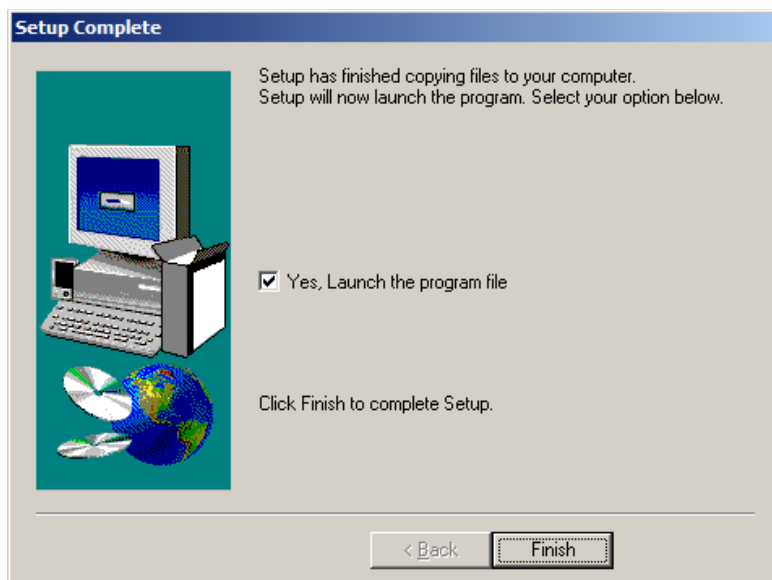 Setup Complete
Setup has finished copying files to your computer.
Setup will now launch the program. Select your option below.
Yes, Launch the program file
Click Finish to complete Setup.
< Back
Finish